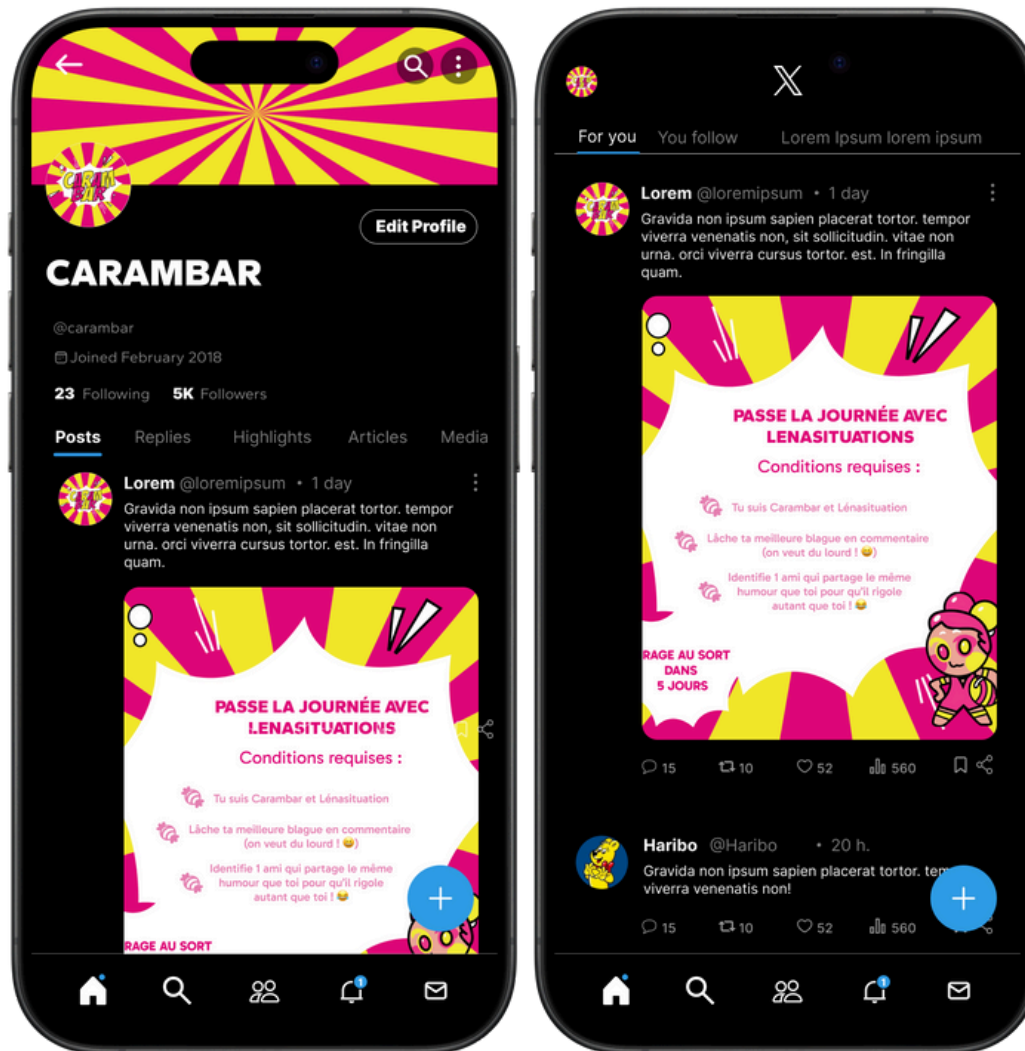 CARAM
BAR
Edit Profile
CARAMBAR
@carambar
Joined February 2018
23 Following 5K Followers
Posts Replies Highlights Articles Media
Lorem @loremipsum • 1 day
Gravida non ipsum sapien placerat tortor. tempor
viverra venenatis non, sit sollicitudin. vitae non
urna. orci viverra cursus tortor. est. In fringilla
quam.
PASSE LA JOURNÉE AVEC
LENASITUATIONS
Conditions requises :
Tu suis Carambar et Lénasituation
Lâche ta meilleure blague en commentaire
(on veut du lourd ! 😄)
Identifie 1 ami qui partage le même
humour que toi pour qu'il rigole
autant que toi ! 😂
RAGE AU SORT
1
X
For you You follow Lorem Ipsum lorem ipsum
Lorem @loremipsum • 1 day
Gravida non ipsum sapien placerat tortor. tempor
viverra venenatis non, sit sollicitudin. vitae non
urna. orci viverra cursus tortor. est. In fringilla
quam.
PASSE LA JOURNÉE AVEC
LENASITUATIONS
Conditions requises :
Tu suis Carambar et Lénasituation
Lâche ta meilleure blague en commentaire
(on veut du lourd ! 😄)
Identifie 1 ami qui partage le même
humour que toi pour qu'il rigole
autant que toi ! 😂
RAGE AU SORT
DANS
5 JOURS
15 10 52 560
Haribo @Haribo • 20 h.
Gravida non ipsum sapien placerat tortor.
viverra venenatis non!
15 10 52 560
1